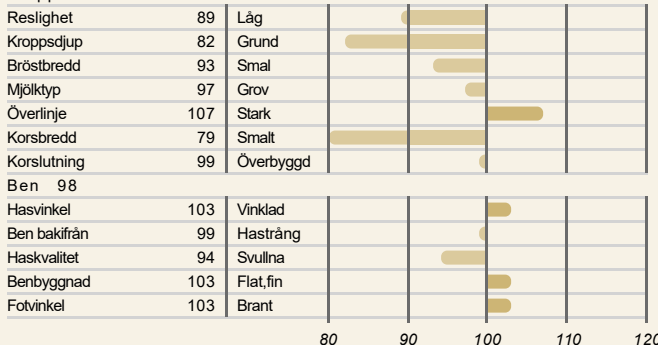 Reslighet 89 Låg
Kroppsdjup 82 Grund
Bröstbredd 93 Smal
Mjölktyp 97 Grov
Överlinje 107 Stark
Korsbredd 79 Smalt
Korslutning 99 Överbyggd
Ben 98
Hasvinkel 103 Vinklad
Ben bakifrån 99 Hastrång
Haskvalitet 94 Svullna
Benbyggnad 103 Flat,fin
Fotvinkel 103 Brant
80 90 100 110 120